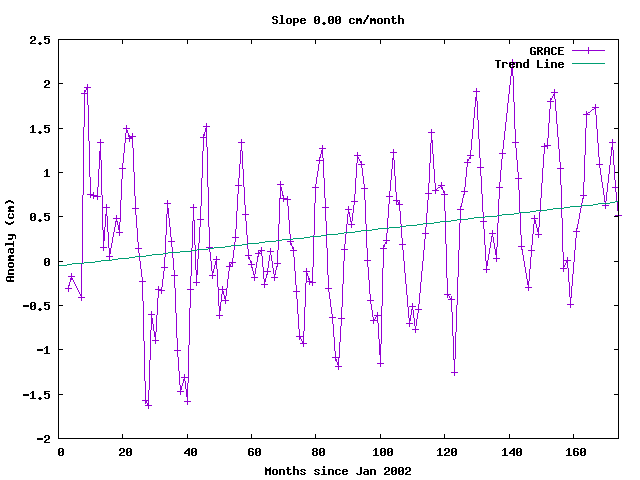 Slope 0.00 cm/month
GRACE
Trend Line
2.5
2
1.5
1
0.5
0
-0.5
-1
-1.5
-2
Anomaly (cm)
0 20 40 60 80 100 120 140 160
Months since Jan 2002